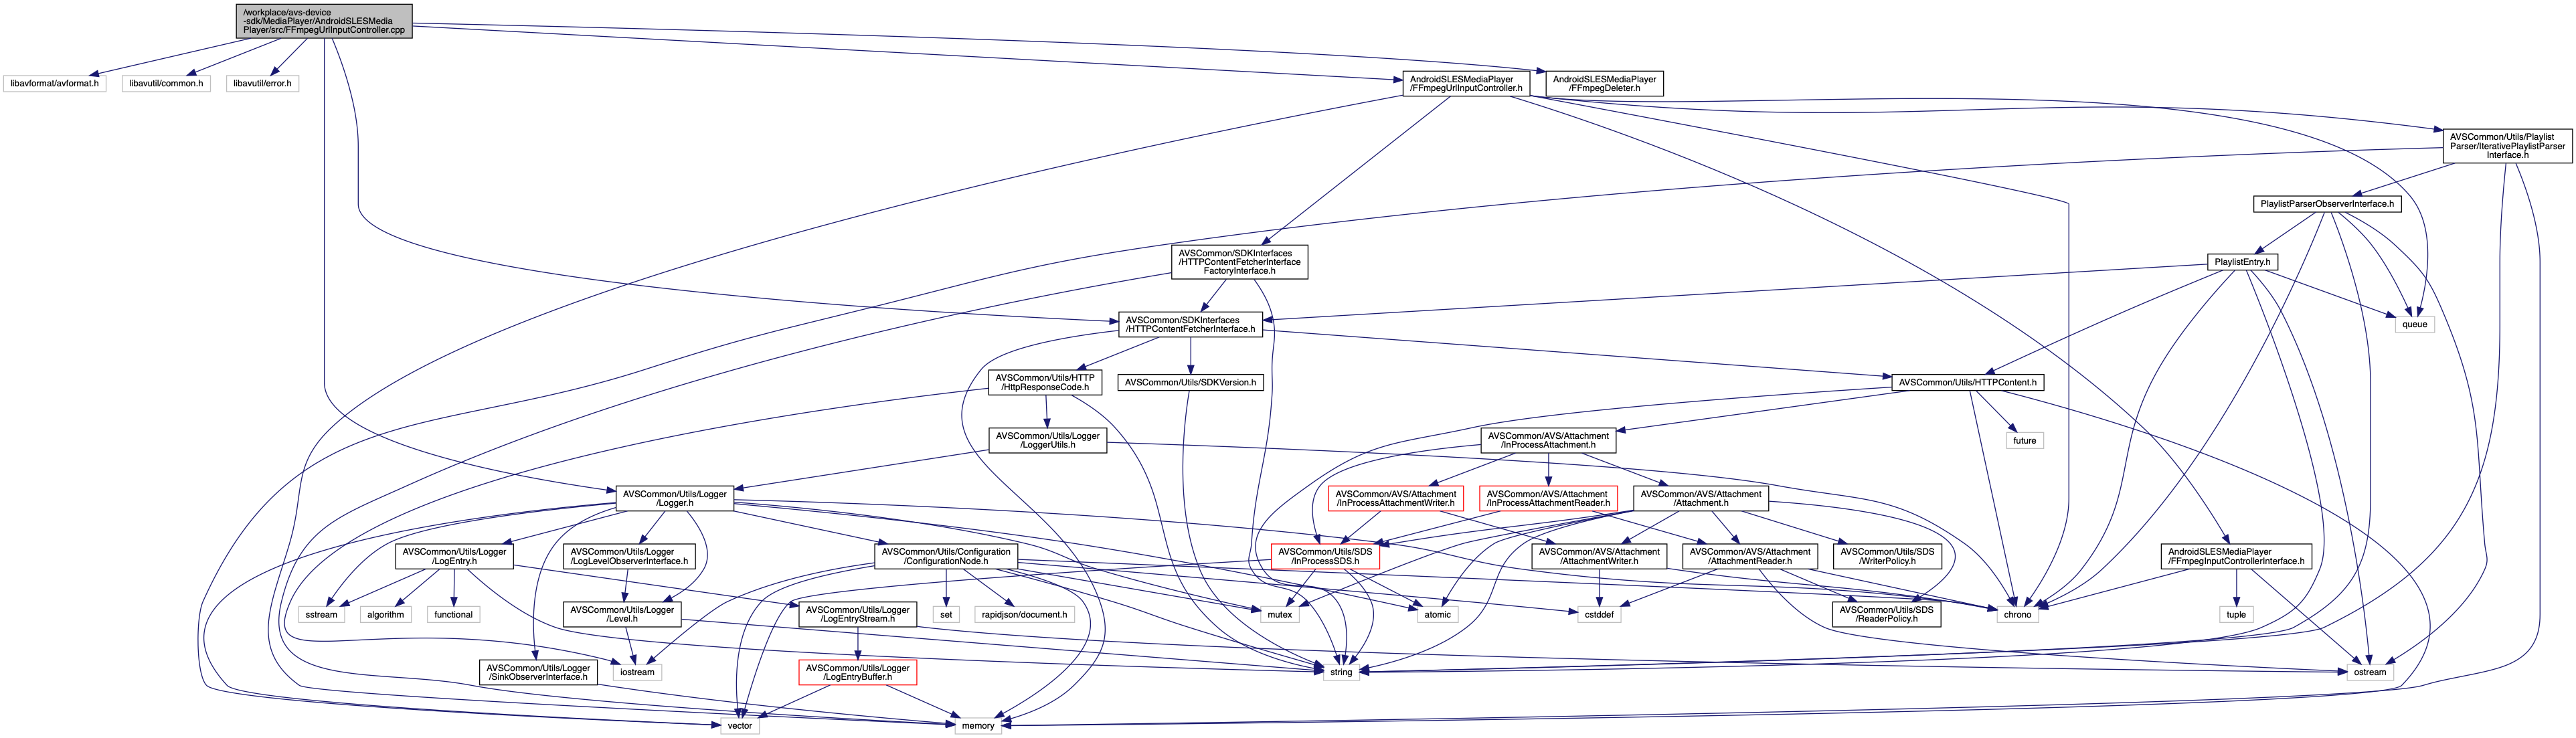 /workplace/avs-device
-sdk/MediaPlayer/AndroidSLESMedia
Player/src/FFmpegUrlInputController.cpp
libavformat/avformat.h
libavutil/common.h
libavutil/error.h
AndroidSLESMediaPlayer
/FFmpegUrlInputController.h
AndroidSLESMediaPlayer
/FFmpegDeleter.h
AVSCommon/Utils/Playlist
Parser/IterativePlaylistParser
Interface.h
PlaylistParserObserverInterface.h
AVSCommon/SDKInterfaces
/HTTPContentFetcherInterface
FactoryInterface.h
PlaylistEntry.h
AVSCommon/SDKInterfaces
/HTTPContentFetcherInterface.h
queue
AVSCommon/Utils/HTTP
/HttpResponseCode.h
AVSCommon/Utils/SDKVersion.h
AVSCommon/Utils/HTTPContent.h
AVSCommon/Utils/Logger
/LoggerUtils.h
AVSCommon/AVS/Attachment
/InProcessAttachment.h
future
AVSCommon/Utils/Logger
/Logger.h
AVSCommon/AVS/Attachment
/InProcessAttachmentWriter.h
AVSCommon/AVS/Attachment
/InProcessAttachmentReader.h
AVSCommon/AVS/Attachment
/Attachment.h
AVSCommon/Utils/Logger
/LogEntry.h
AVSCommon/Utils/Logger
/LogLevelObserverInterface.h
AVSCommon/Utils/Configuration
/ConfigurationNode.h
AVSCommon/Utils/SDS
/InProcessSDS.h
AVSCommon/AVS/Attachment
/AttachmentWriter.h
AVSCommon/AVS/Attachment
/AttachmentReader.h
AVSCommon/Utils/SDS
/WriterPolicy.h
AndroidSLESMediaPlayer
/FFmpegInputControllerInterface.h
sstream
algorithm
functional
AVSCommon/Utils/Logger
/Level.h
AVSCommon/Utils/Logger
/LogEntryStream.h
set
rapidjson/document.h
mutex
atomic
cstddef
AVSCommon/Utils/SDS
/ReaderPolicy.h
chrono
tuple
AVSCommon/Utils/Logger
/SinkObserverInterface.h
iostream
AVSCommon/Utils/Logger
/LogEntryBuffer.h
string
ostream
vector
memory